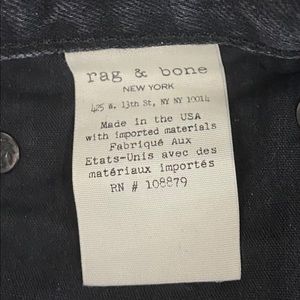 rag & bone
NEW YORK
425 W. 13th St, NY NY 10014
Made in the USA
with imported materials
Fabriqué Aux
Etats-Unis avec des
matériaux importés
RN # 108879